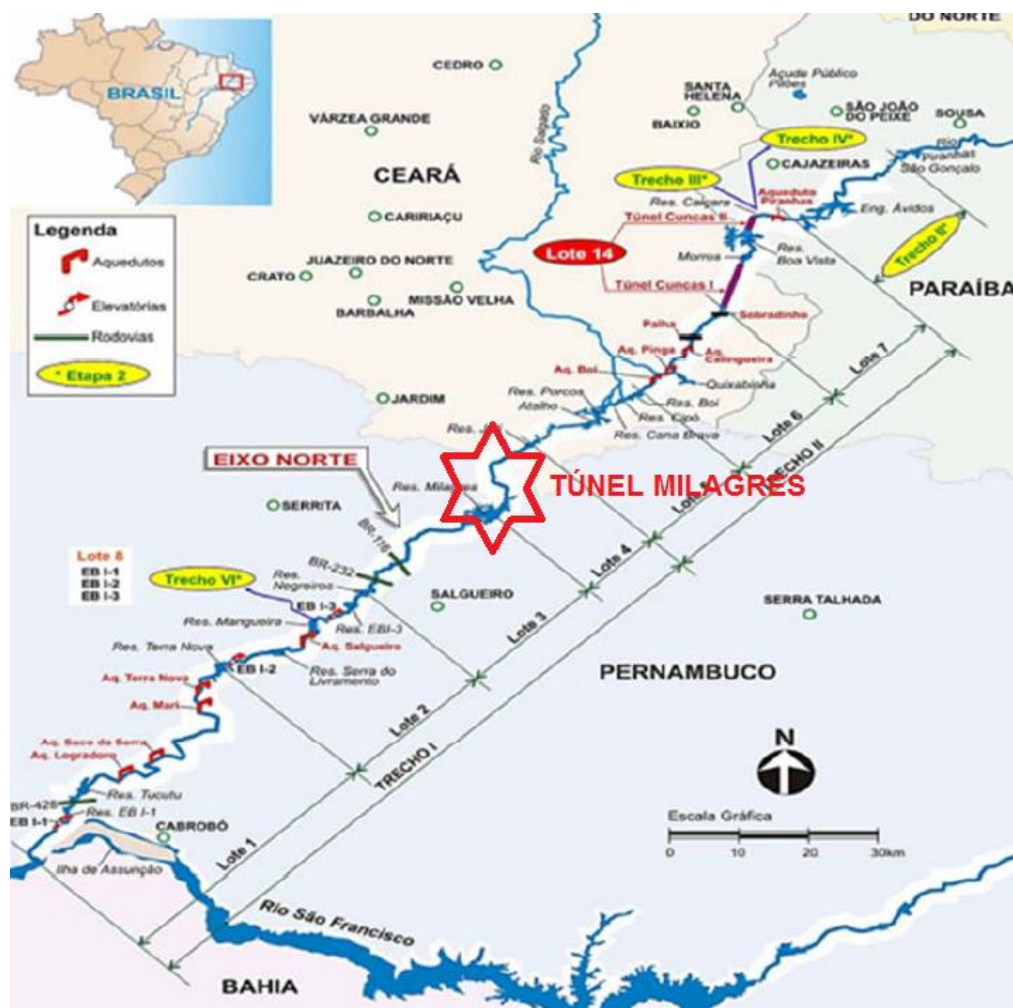 DO NORTE
BRASIL
CEDRO
VÁRZEA GRANDE
CEARÁ
CARIRIAÇU
JUAZEIRO DO NORTE
CRATO
BARBALHA
MISSÃO VELHA
JARDIM
Rio Salgado
Açude Público
Pilões
SANTA
HELENA
BAIXIO
SÃO JOÃO
DO PEIXE
SOUSA
Trecho IV*
Rio
Piranhas
São Gonçalo
CAJAZEIRAS
Trecho III*
Aqueduto
Piranhas
Res. Caiçara
Eng. Ávidos
Túnel Cuncas II
Lote 14
Morros
Res.
Boa Vista
Trecho II*
PARAÍBA
Túnel Cuncas I
Sobradinho
Palha
Aq. Pinga
Aq.
Catingueira
Aq. Boi
Quixabinha
Res. Porcos
Atalho
Res. Boi
Res. Cipó
Res. Cana Brava
Lote 7
Lote 6
TRECHO II
Legenda
Aquedutos
Elevatórias
Rodovias
* Etapa 2
EIXO NORTE
Res. Milagres
TÚNEL MILAGRES
SERRITA
BR-116
BR-232
Lote 8
EB I-1
EB I-2
EB I-3
Trecho VI*
Res.
Negreiros
EB I-3
SALGUEIRO
Res. Mangueira
Res. EBI-3
Aq. Salgueiro
Res. Terra Nova
EB I-2
Res. Serra do
Livramento
Aq. Terra Nova
Aq. Mari
Lote 4
Lote 3
Lote 2
TRECHO I
Lote 1
SERRA TALHADA
PERNAMBUCO
Aq. Saco da Serra
Aq. Logradoro
Res. Tucutu
BR-428
Res. EB I-1
EB I-1
CABROBÓ
Ilha de Assunção
N
Escala Gráfica
0 10 20 30km
Rio São Francisco
BAHIA